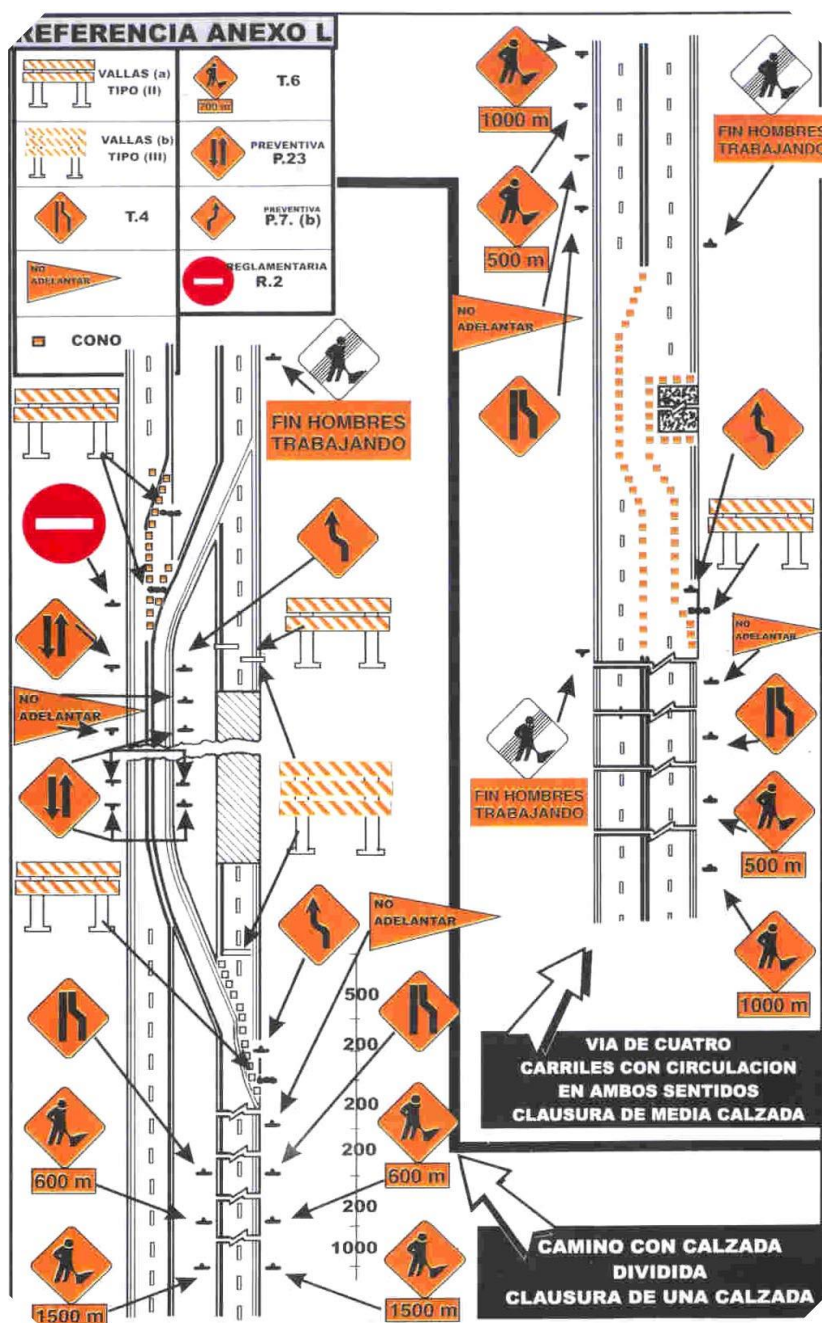 REFERENCIA ANEXO L
VALLAS (a)
TIPO (II)
200 m
T.6
VALLAS (b)
TIPO (III)
PREVENTIVA
P.23
T.4
PREVENTIVA
P.7. (b)
NO
ADELANTAR
REGLAMENTARIA
R.2
CONO
FIN HOMBRES
TRABAJANDO
NO
ADELANTAR
NO
ADELANTAR
500
200
200
200
200
1000
600 m
600 m
1500 m
1500 m
1000 m
FIN HOMBRES
TRABAJANDO
500 m
NO
ADELANTAR
NO
ADELANTAR
FIN HOMBRES
TRABAJANDO
500 m
1000 m
VIA DE CUATRO
CARRILES CON CIRCULACION
EN AMBOS SENTIDOS
CLAUSURA DE MEDIA CALZADA
CAMINO CON CALZADA
DIVIDIDA
CLAUSURA DE UNA CALZADA